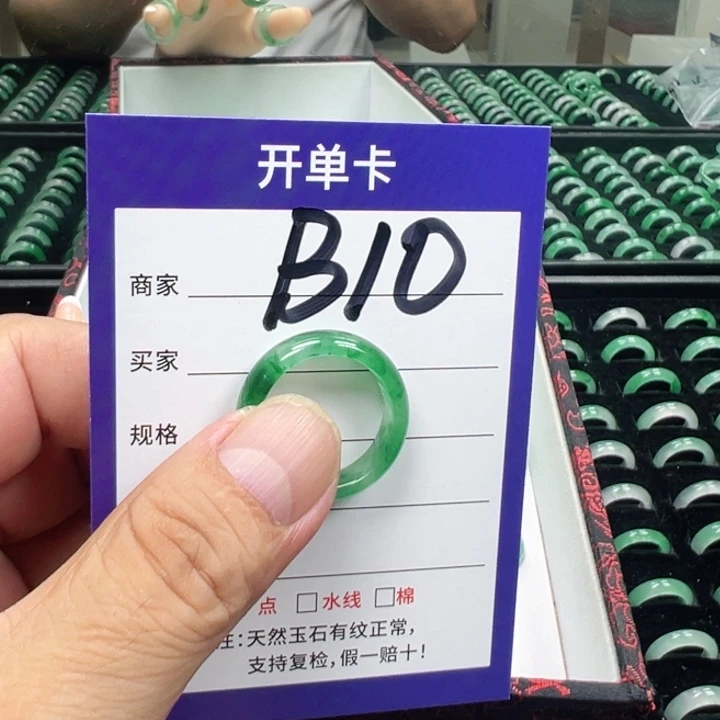 开单卡
商家 B10
买家
规格
点 □水线 □棉
注:天然玉石有纹正常,
支持复检,假一赔十!